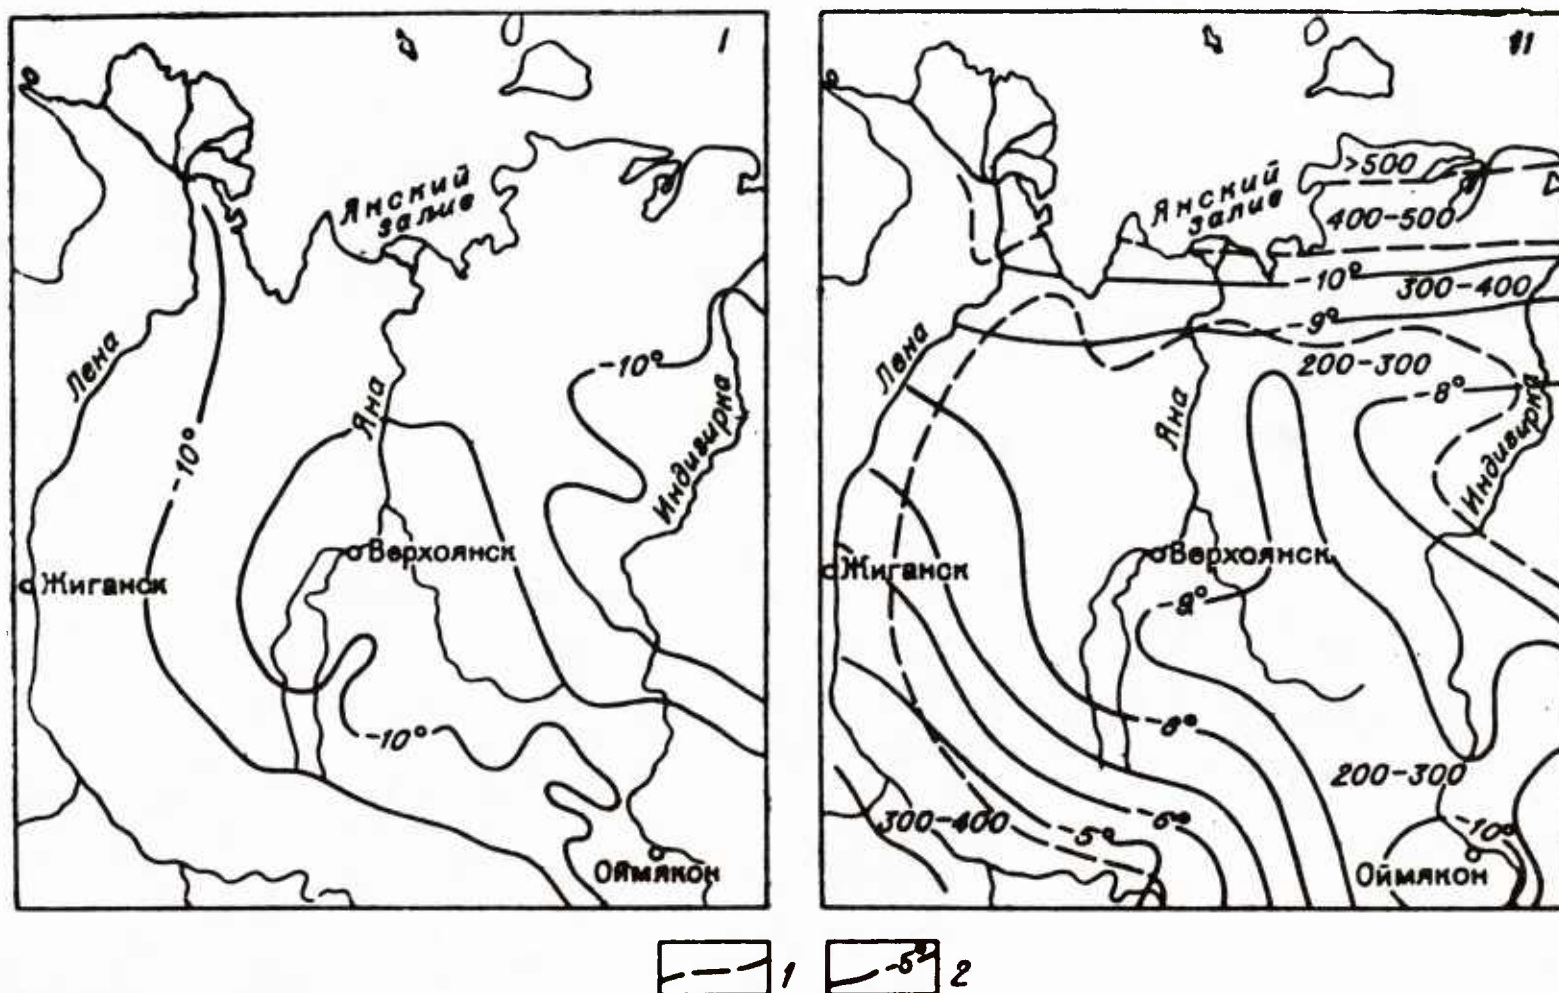 I
Янский
залив
Лена
-10°
-10°
Яна
Индигирка
Верхоянск
Жиганск
-10°
Оймякон
II
>500
Янский
залив
400-500
-10°
300-400
-9°
200-300
Лена
-8°
Яна
Индигирка
Верхоянск
Жиганск
-8°
200-300
300-400
-5°
-6°
-10°
Оймякон
1
-5°
2